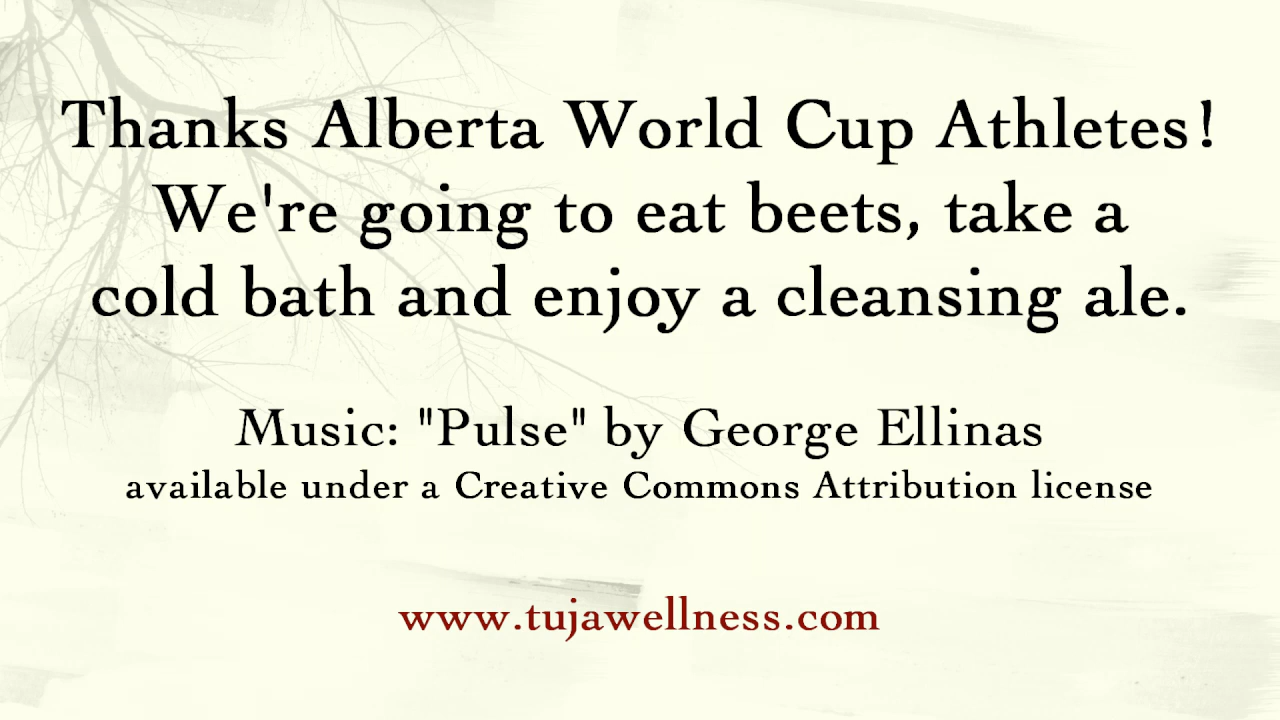 Thanks Alberta World Cup Athletes!
We're going to eat beets, take a
cold bath and enjoy a cleansing ale.
Music: "Pulse" by George Ellinas
available under a Creative Commons Attribution license
www.tujawellness.com